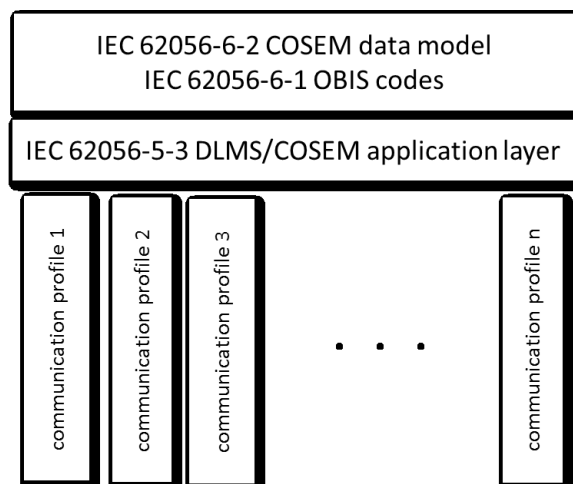 IEC 62056-6-2 COSEM data model
IEC 62056-6-1 OBIS codes
IEC 62056-5-3 DLMS/COSEM application layer
communication profile 1
communication profile 2
communication profile 3
. . .
communication profile n